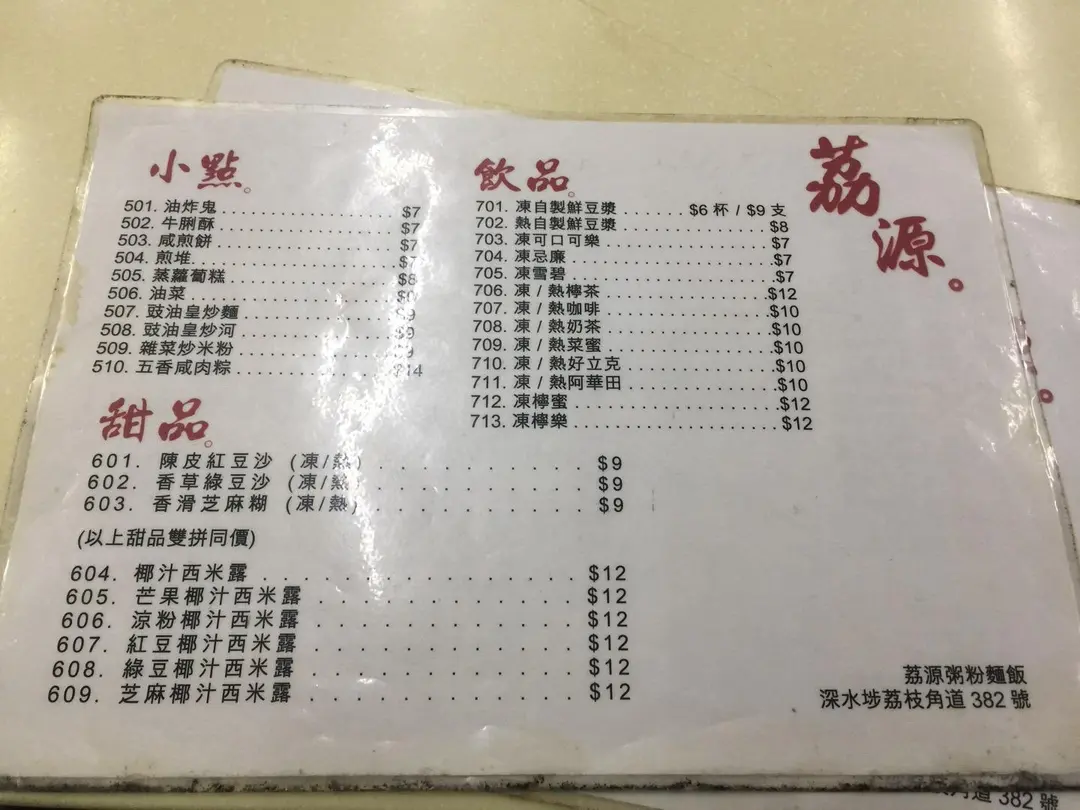 荔源。
小點。
501. 油炸鬼 $7
502. 牛脷酥 $7
503. 咸煎餅 $7
504. 煎堆 $7
505. 蒸蘿蔔糕 $8
506. 油菜
507. 豉油皇炒麵 $9
508. 豉油皇炒河 $9
509. 雜菜炒米粉 $9
510. 五香咸肉粽 $14
飲品。
701. 凍自製鮮豆漿 $6 杯 / $9 支
702. 熱自製鮮豆漿 $8
703. 凍可口可樂 $7
704. 凍忌廉 $7
705. 凍雪碧 $7
706. 凍 / 熱檸茶 $12
707. 凍 / 熱咖啡 $10
708. 凍 / 熱奶茶 $10
709. 凍 / 熱菜蜜 $10
710. 凍 / 熱好立克 $10
711. 凍 / 熱阿華田 $10
712. 凍檸蜜 $12
713. 凍檸樂 $12
甜品。
601. 陳皮紅豆沙 (凍/熱) $9
602. 香草綠豆沙 (凍/熱) $9
603. 香滑芝麻糊 (凍/熱) $9
(以上甜品雙拼同價)
604. 椰汁西米露 $12
605. 芒果椰汁西米露 $12
606. 涼粉椰汁西米露 $12
607. 紅豆椰汁西米露 $12
608. 綠豆椰汁西米露 $12
609. 芝麻椰汁西米露 $12
荔源粥粉麵飯
深水埗荔枝角道 382 號
角道 382 號